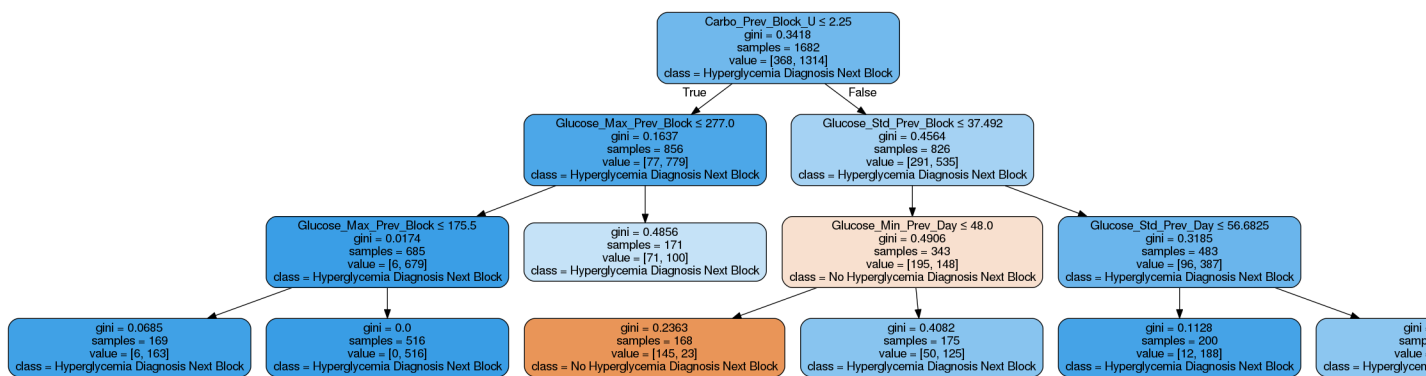 Carbo_Prev_Block_U ≤ 2.25
gini = 0.3418
samples = 1682
value = [368, 1314]
class = Hyperglycemia Diagnosis Next Block
True
False
Glucose_Max_Prev_Block ≤ 277.0
gini = 0.1637
samples = 856
value = [77, 779]
class = Hyperglycemia Diagnosis Next Block
Glucose_Std_Prev_Block ≤ 37.492
gini = 0.4564
samples = 826
value = [291, 535]
class = Hyperglycemia Diagnosis Next Block
Glucose_Max_Prev_Block ≤ 175.5
gini = 0.0174
samples = 685
value = [6, 679]
class = Hyperglycemia Diagnosis Next Block
gini = 0.4856
samples = 171
value = [71, 100]
class = Hyperglycemia Diagnosis Next Block
Glucose_Min_Prev_Day ≤ 48.0
gini = 0.4906
samples = 343
value = [195, 148]
class = No Hyperglycemia Diagnosis Next Block
Glucose_Std_Prev_Day ≤ 56.6825
gini = 0.3185
samples = 483
value = [96, 387]
class = Hyperglycemia Diagnosis Next Block
gini = 0.0685
samples = 169
value = [6, 163]
class = Hyperglycemia Diagnosis Next Block
gini = 0.0
samples = 516
value = [0, 516]
class = Hyperglycemia Diagnosis Next Block
gini = 0.2363
samples = 168
value = [145, 23]
class = No Hyperglycemia Diagnosis Next Block
gini = 0.4082
samples = 175
value = [50, 125]
class = Hyperglycemia Diagnosis Next Block
gini = 0.1128
samples = 200
value = [12, 188]
class = Hyperglycemia Diagnosis Next Block
gini
value
class =